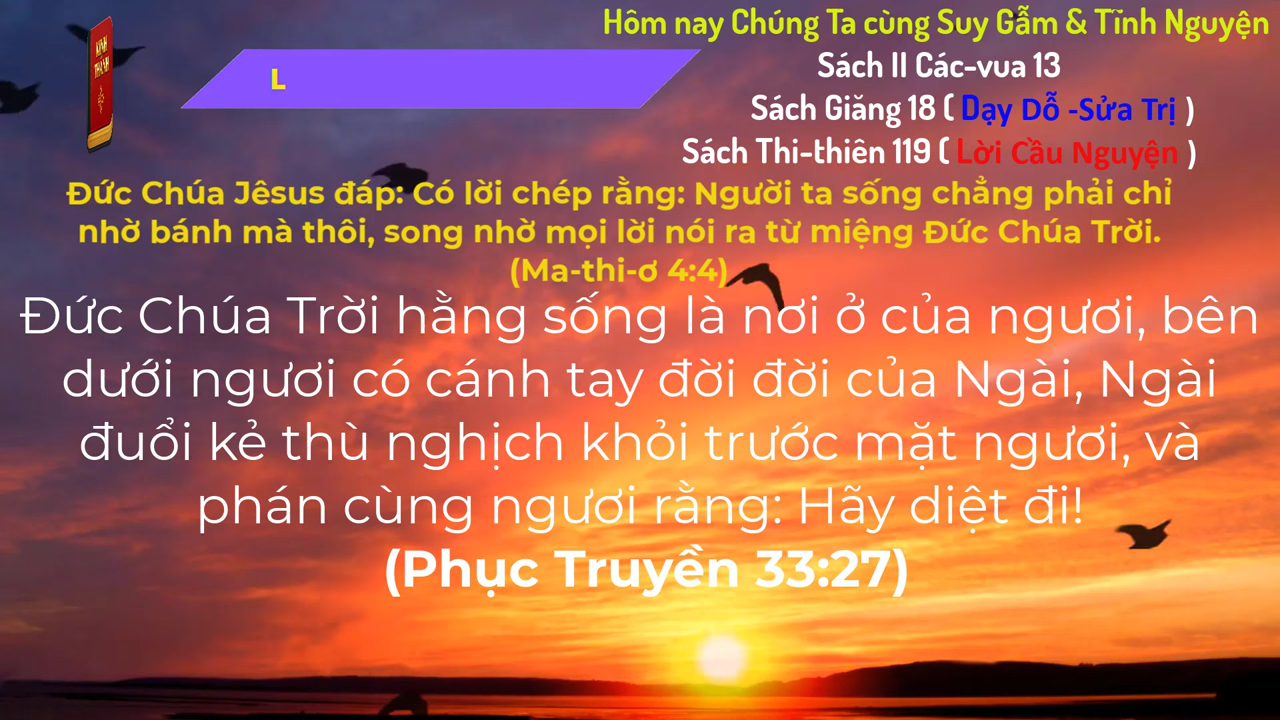 Hôm nay Chúng Ta cùng Suy Gẫm & Tĩnh Nguyện
KINH
THÁNH
L
Sách II Các-vua 13
Sách Giăng 18 ( Dạy Dỗ -Sửa Trị )
Sách Thi-thiên 119 ( Lời Cầu Nguyện )
Đức Chúa Jêsus đáp: Có lời chép rằng: Người ta sống chẳng phải chỉ
nhờ bánh mà thôi, song nhờ mọi lời nói ra từ miệng Đức Chúa Trời.
(Ma-thi-ơ 4:4)
Đức Chúa Trời hằng sống là nơi ở của ngươi, bên
dưới ngươi có cánh tay đời đời của Ngài, Ngài
đuổi kẻ thù nghịch khỏi trước mặt ngươi, và
phán cùng ngươi rằng: Hãy diệt đi!
(Phục Truyền 33:27)